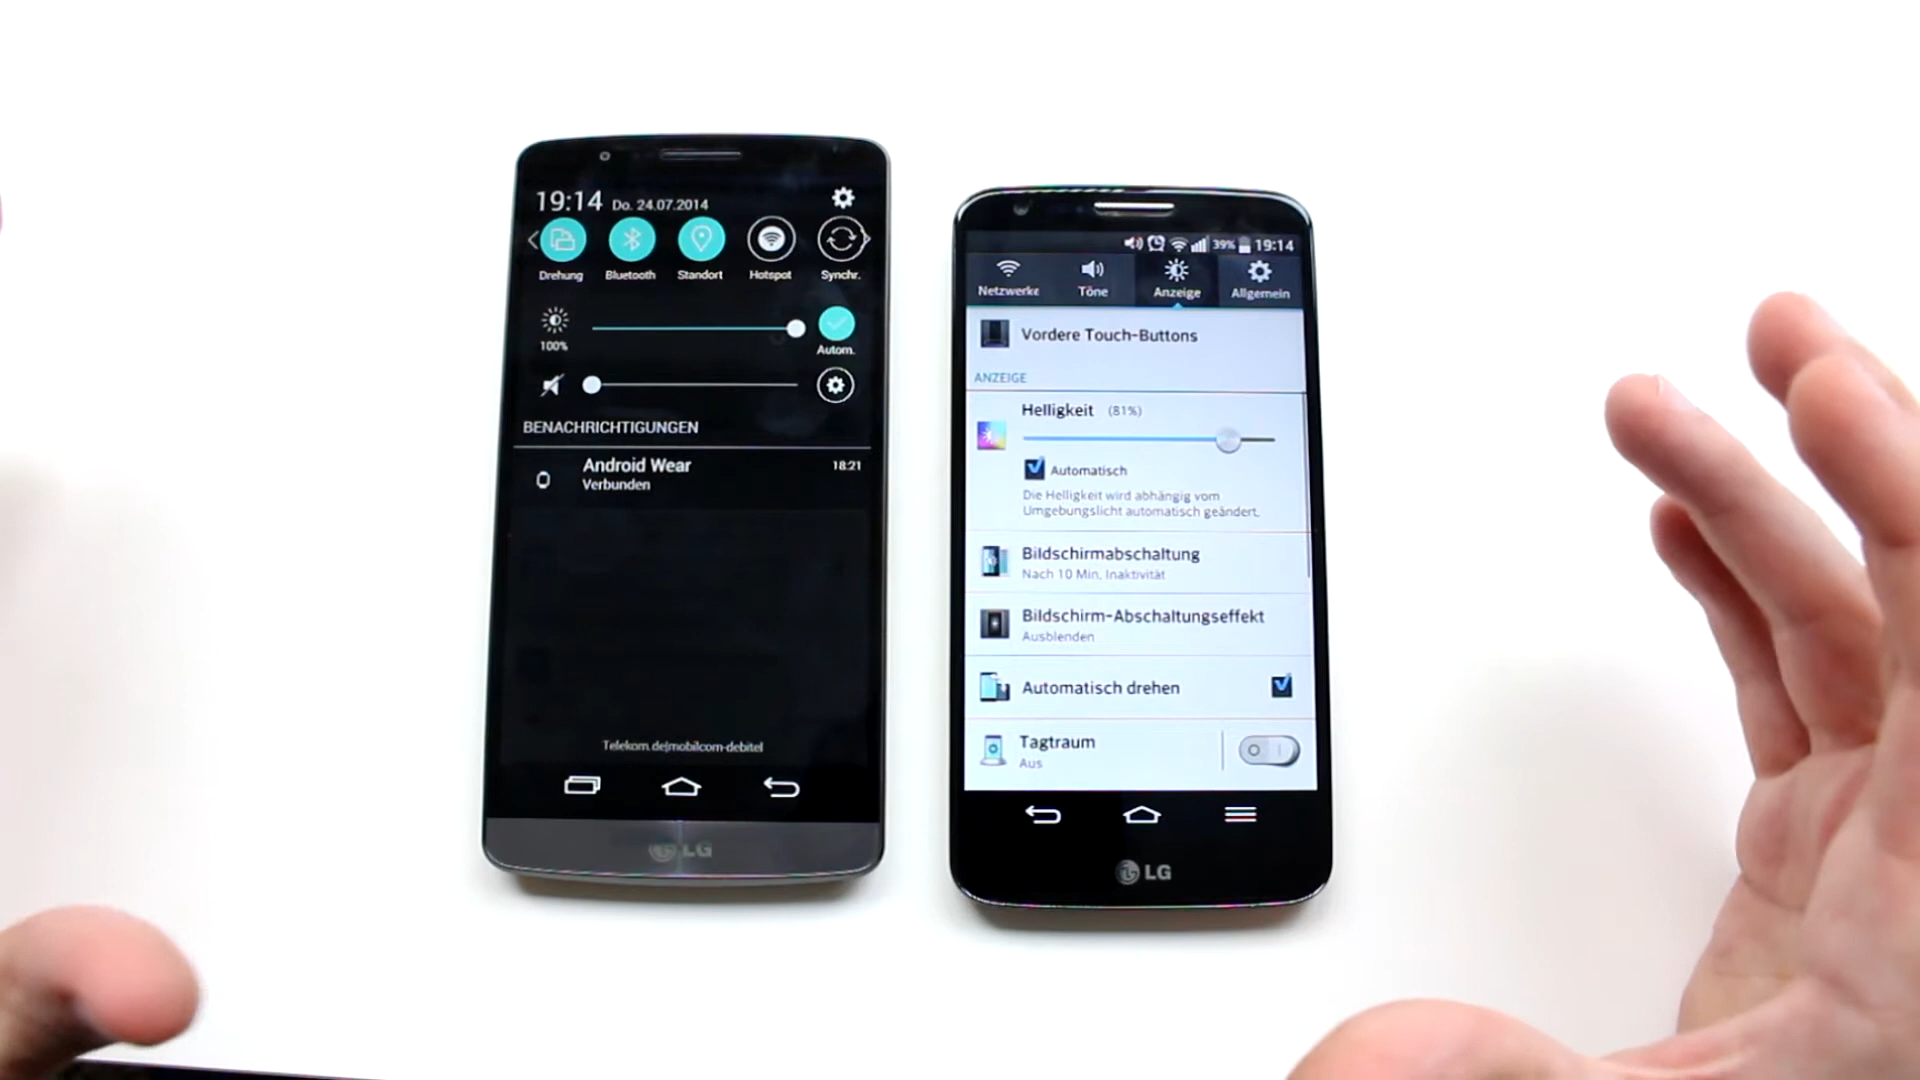 19:14 Do. 24.07.2014
Drehung Bluetooth Standort Hotspot Synchr.
100%
Autom.
BENACHRICHTIGUNGEN
Android Wear 18:21
Verbunden
Telekom.de|mobilcom-debitel
LG
39% 19:14
Netzwerke Töne Anzeige Allgemein
Vordere Touch-Buttons
ANZEIGE
Helligkeit (81%)
Automatisch
Die Helligkeit wird abhängig vom
Umgebungslicht automatisch geändert.
Bildschirmabschaltung
Nach 10 Min. Inaktivität
Bildschirm-Abschaltungseffekt
Ausblenden
Automatisch drehen
Tagtraum
Aus
LG